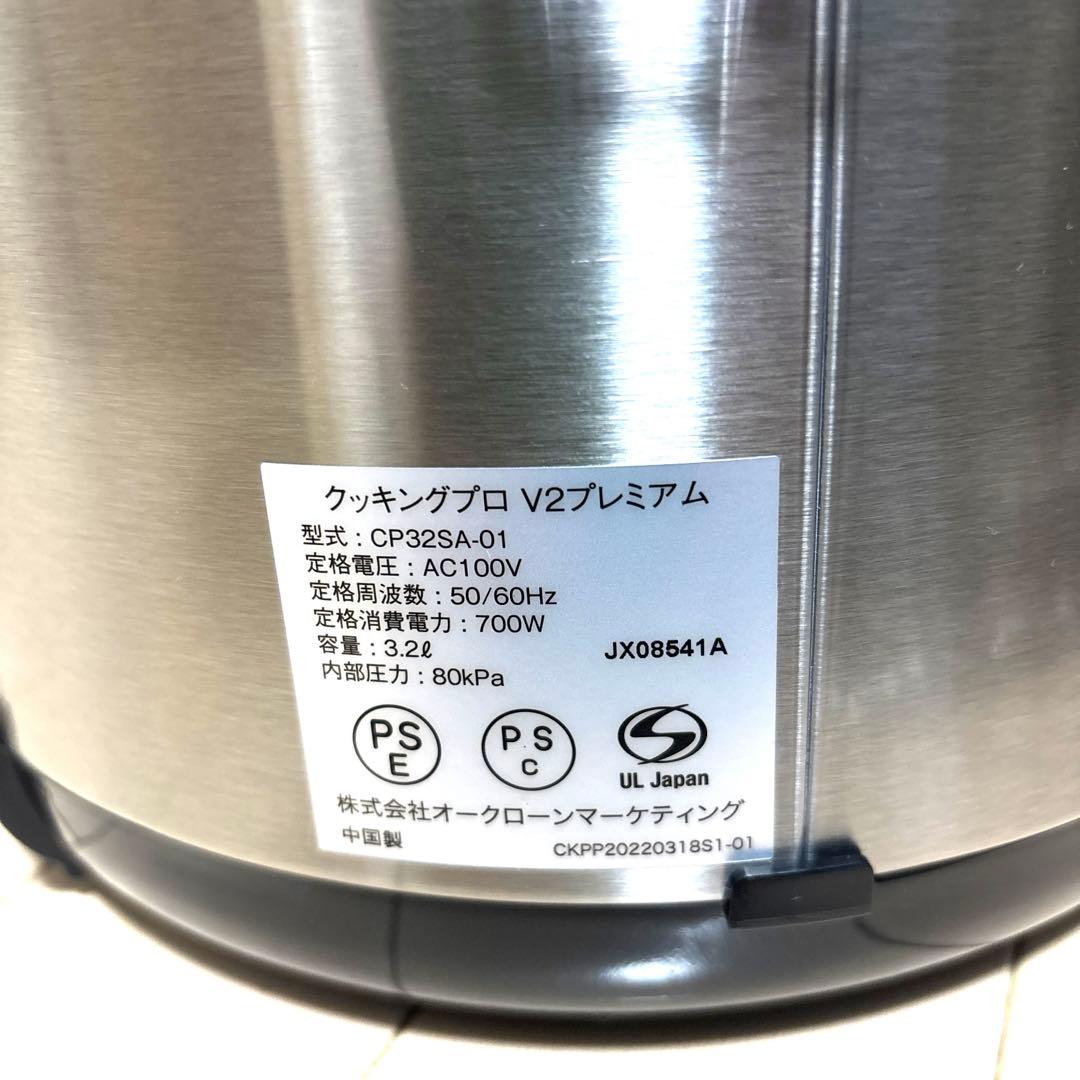 クッキングプロ V2プレミアム
型式：CP32SA-01
定格電圧：AC100V
定格周波数：50/60Hz
定格消費電力：700W
容量：3.2ℓ
JX08541A
内部圧力：80kPa
PS
E
PS
C
S
UL Japan
株式会社オークローンマーケティング
中国製
CKPP20220318S1-01